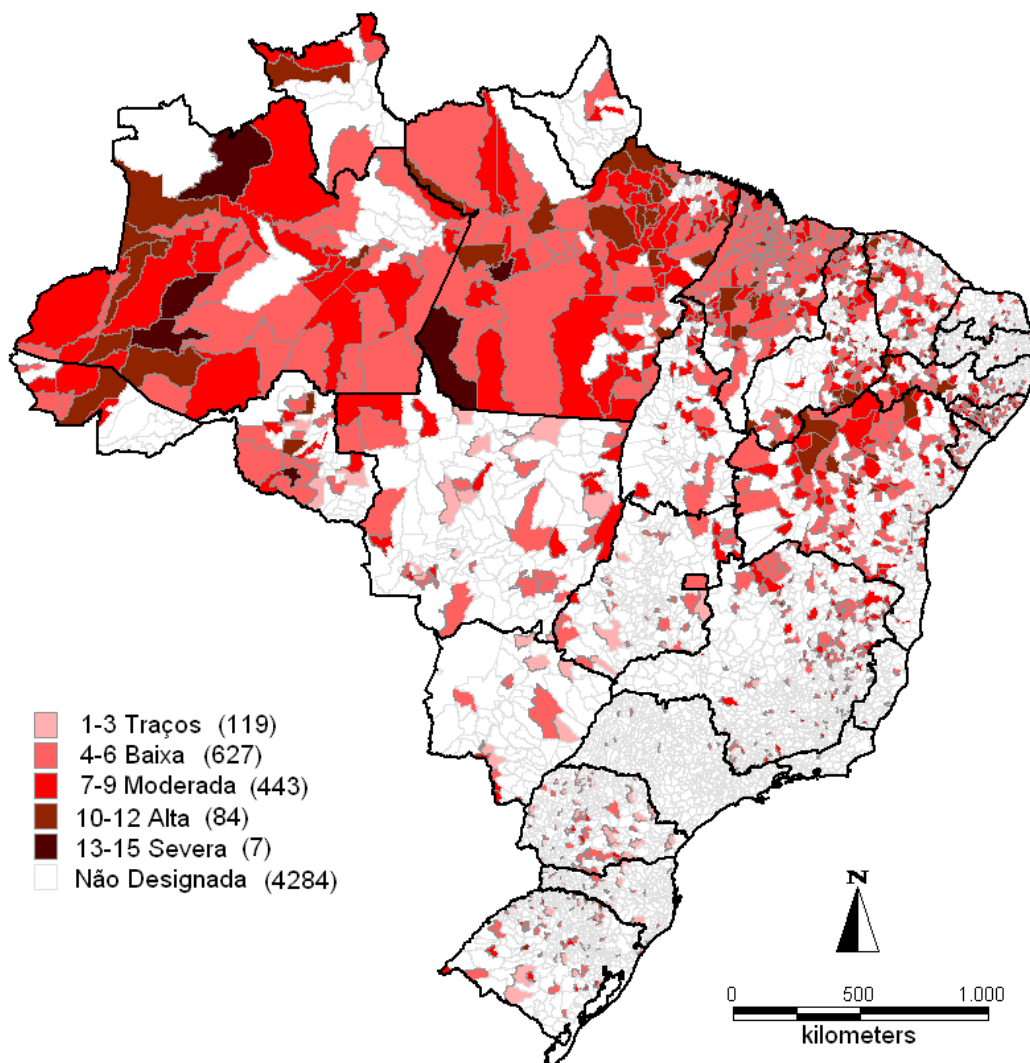 1-3 Traços (119)
4-6 Baixa (627)
7-9 Moderada (443)
10-12 Alta (84)
13-15 Severa (7)
Não Designada (4284)
N
0 500 1.000
kilometers